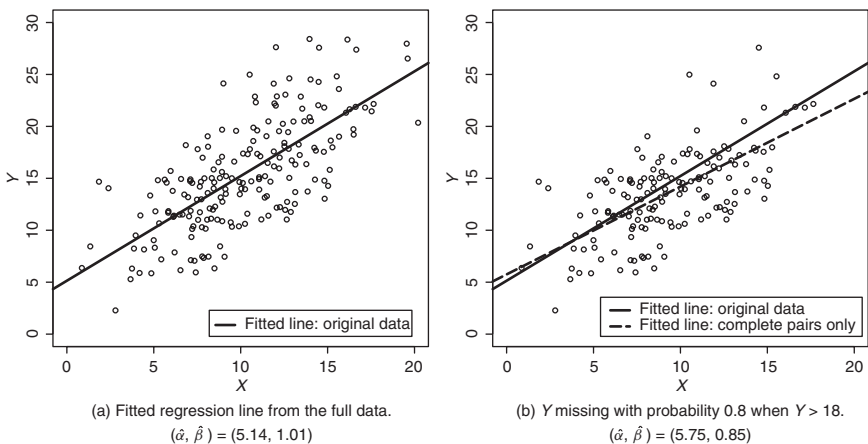 30
25
20
15
10
5
0
Y
0 5 10 15 20
X
Fitted line: original data
(a) Fitted regression line from the full data.
(α̂, β̂) = (5.14, 1.01)
30
25
20
15
10
5
0
Y
0 5 10 15 20
X
Fitted line: original data
Fitted line: complete pairs only
(b) Y missing with probability 0.8 when Y > 18.
(α̂, β̂) = (5.75, 0.85)